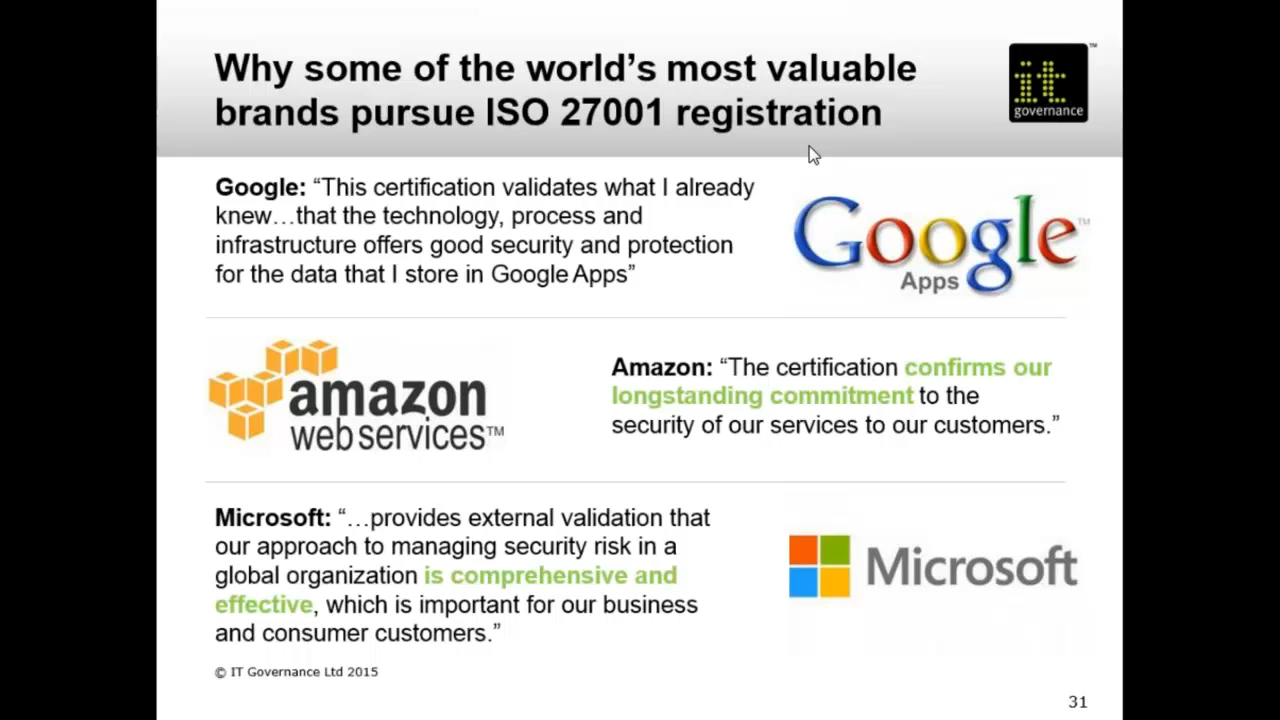 Why some of the world’s most valuable
brands pursue ISO 27001 registration
it
governance
™
Google: “This certification validates what I already
knew…that the technology, process and
infrastructure offers good security and protection
for the data that I store in Google Apps”
Google™
Apps
amazon
web services™
Amazon: “The certification confirms our
longstanding commitment to the
security of our services to our customers.”
Microsoft: “…provides external validation that
our approach to managing security risk in a
global organization is comprehensive and
effective, which is important for our business
and consumer customers.”
Microsoft
© IT Governance Ltd 2015
31